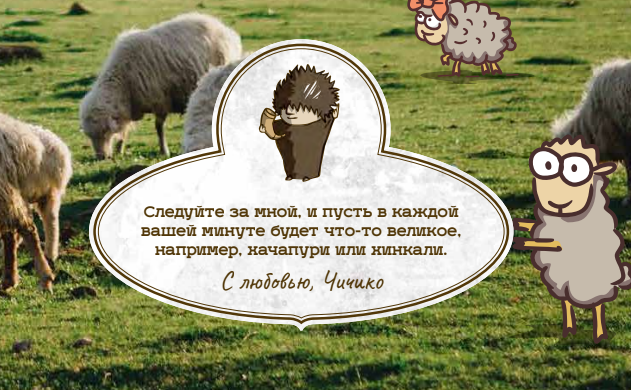 Следуйте за мной, и пусть в каждой
вашей минуте будет что-то великое,
например, хачапури или хинкали.
С любовью, Чичико